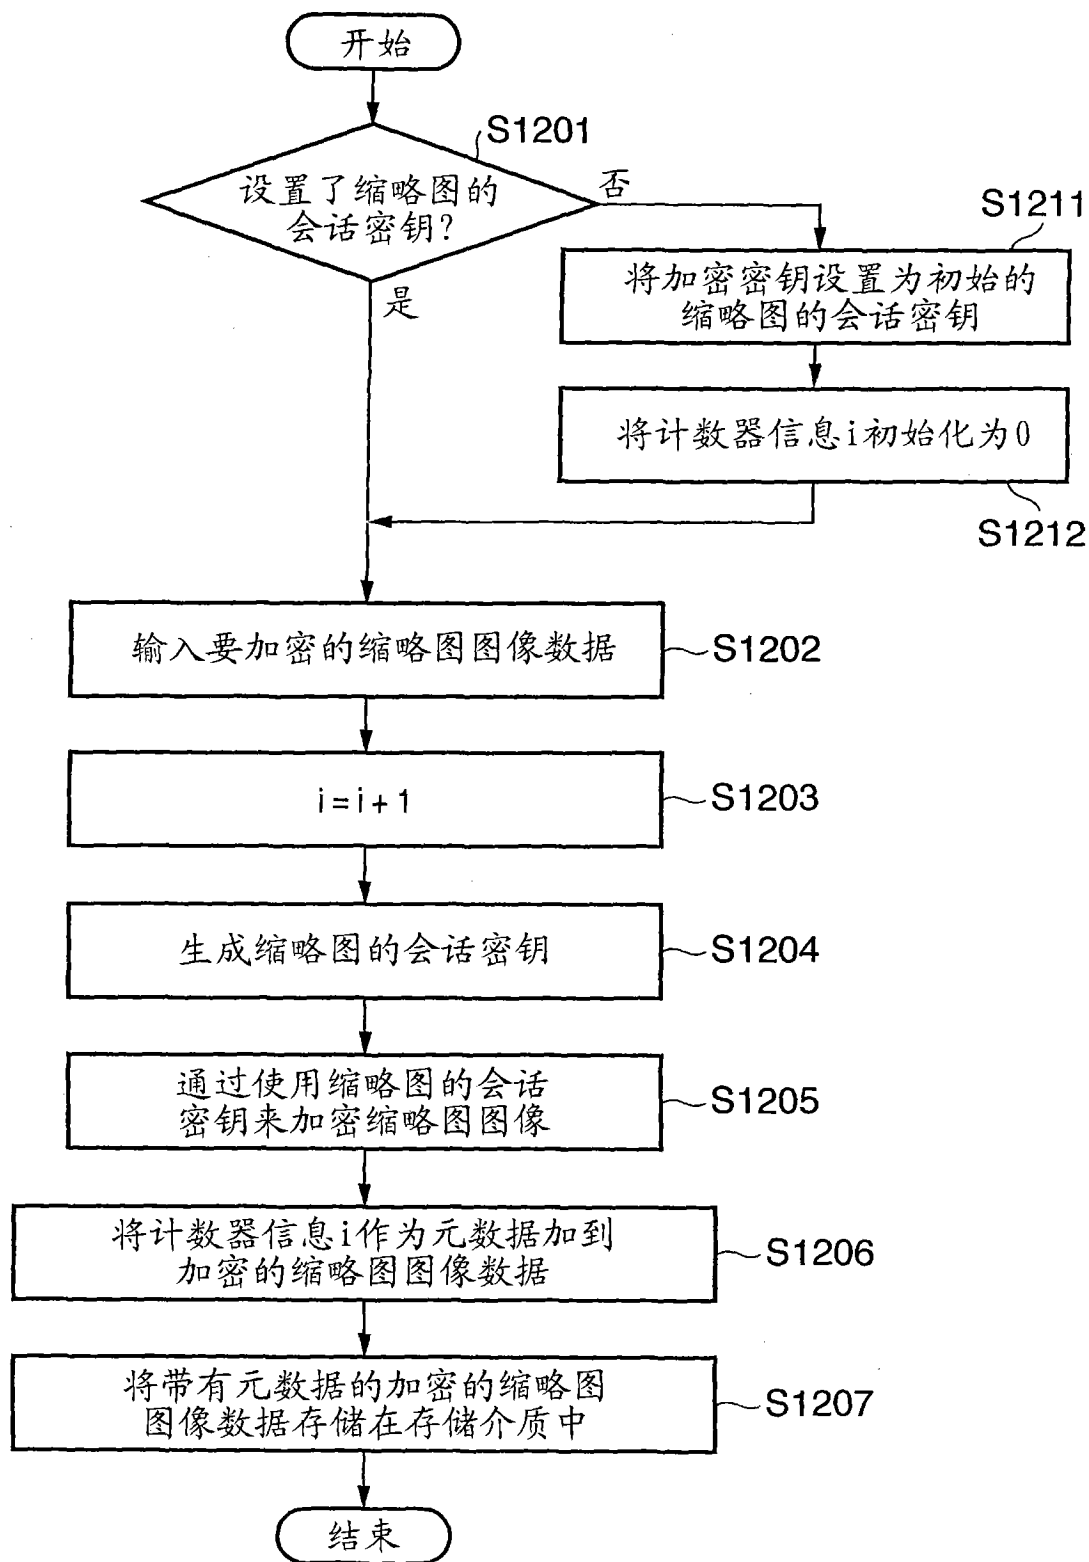 开始
S1201
设置了缩略图的
会话密钥?
否
是
S1211
将加密密钥设置为初始的
缩略图的会话密钥
将计数器信息i初始化为0
S1212
输入要加密的缩略图图像数据
S1202
i=i+1
S1203
生成缩略图的会话密钥
S1204
通过使用缩略图的会话
密钥来加密缩略图图像
S1205
将计数器信息i作为元数据加到
加密的缩略图图像数据
S1206
将带有元数据的加密的缩略图
图像数据存储在存储介质中
S1207
结束